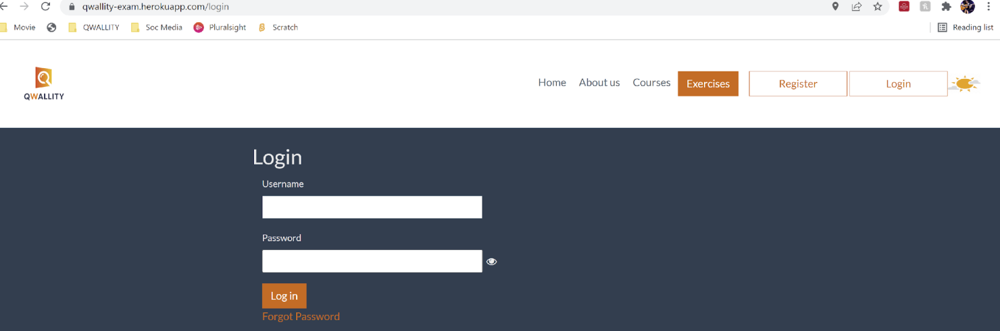 qwallity-exam.herokuapp.com/login
Movie QWALLITY Soc Media Pluralsight Scratch Reading list
QWALLITY
Home About us Courses Exercises Register Login
Login
Username
Password
Log in
Forgot Password